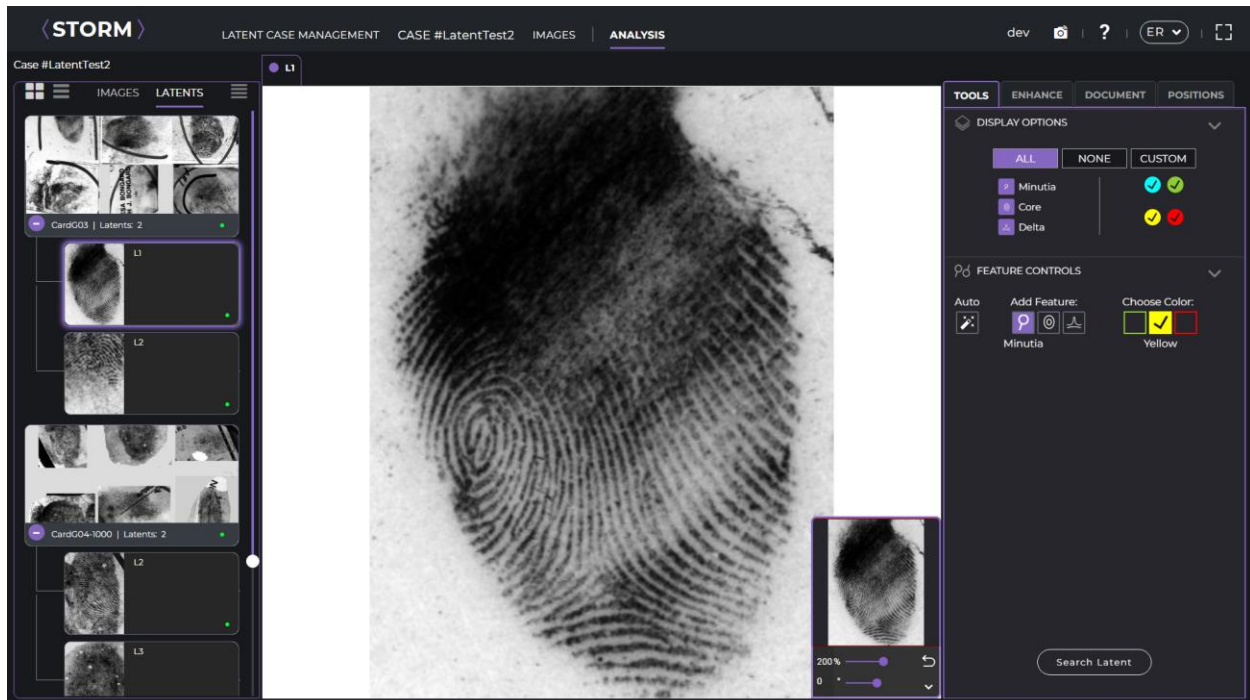 STORM
LATENT CASE MANAGEMENT CASE #LatentTest2 IMAGES | ANALYSIS
dev ? ER
Case #LatentTest2
IMAGES LATENTS
CardG03 | Latents: 2
L1
L2
CardG04-1000 | Latents: 2
L2
L3
L1
200%
0 °
TOOLS ENHANCE DOCUMENT POSITIONS
DISPLAY OPTIONS
ALL NONE CUSTOM
Minutia
Core
Delta
FEATURE CONTROLS
Auto Add Feature: Choose Color:
Minutia Yellow
Search Latent